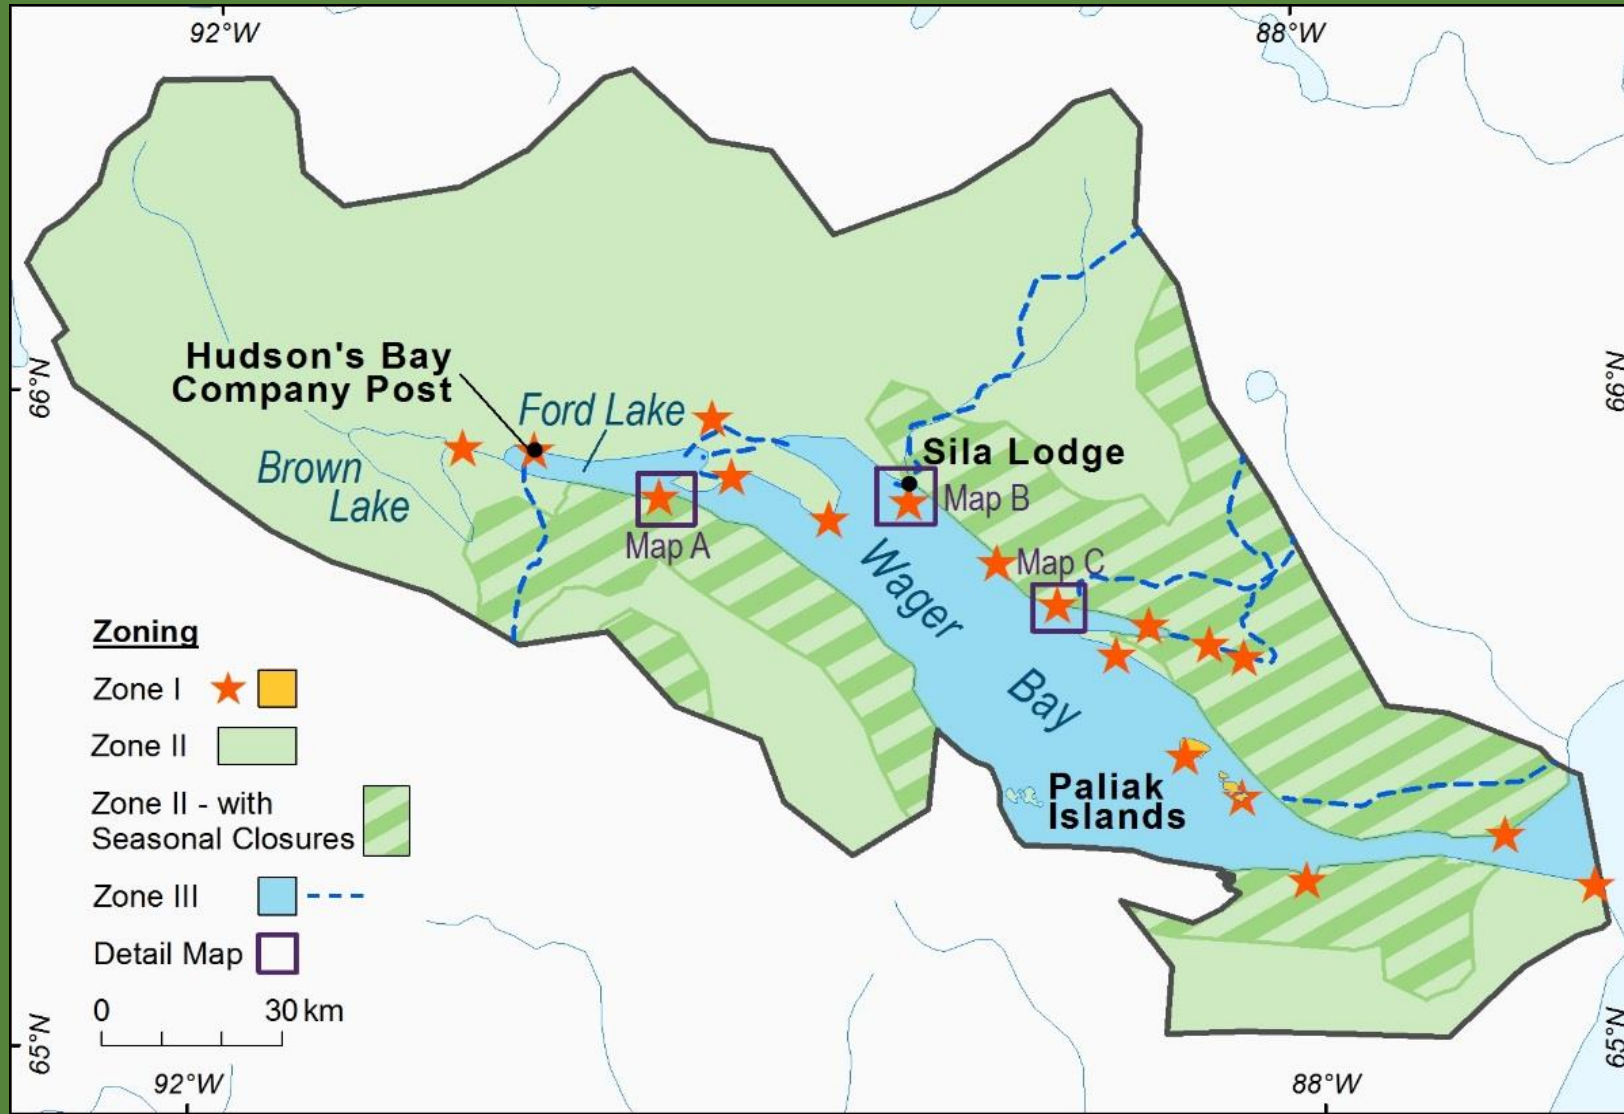 92°W
88°W
66°N
66°N
Hudson's Bay
Company Post
Ford Lake
Brown
Lake
Sila Lodge
Map B
Map A
Map C
Wager
Bay
Paliak
Islands
Zoning
Zone I
Zone II
Zone II - with
Seasonal Closures
Zone III
Detail Map
0 30 km
65°N
65°N
92°W
88°W